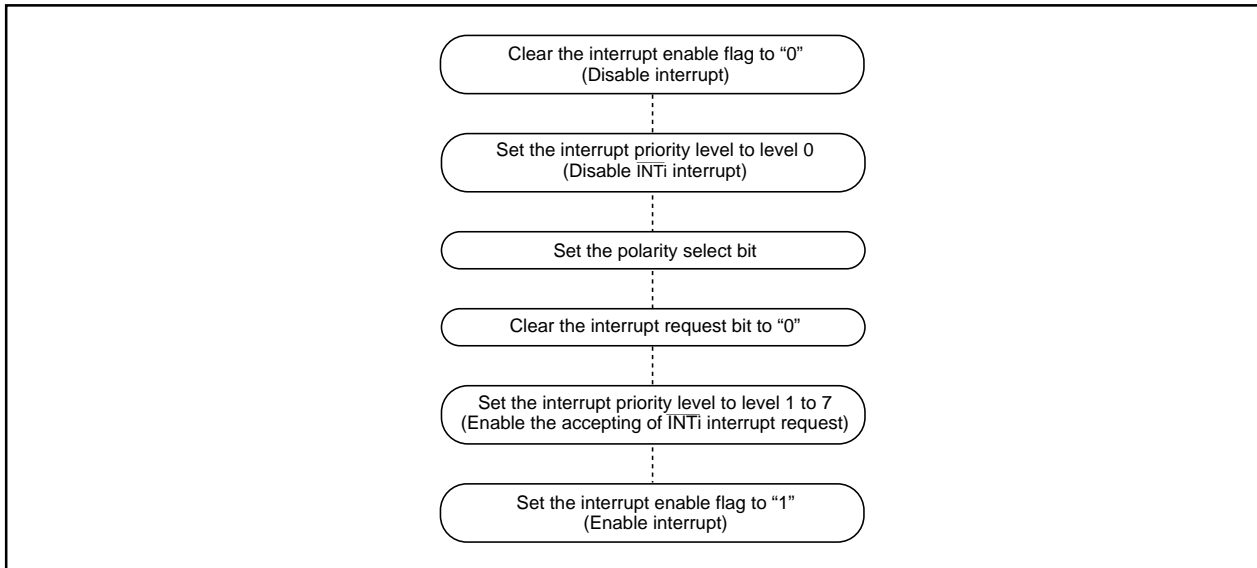 Clear the interrupt enable flag to “0”
(Disable interrupt)
Set the interrupt priority level to level 0
(Disable I̅N̅T̅i̅ interrupt)
Set the polarity select bit
Clear the interrupt request bit to “0”
Set the interrupt priority level to level 1 to 7
(Enable the accepting of I̅N̅T̅i̅ interrupt request)
Set the interrupt enable flag to “1”
(Enable interrupt)